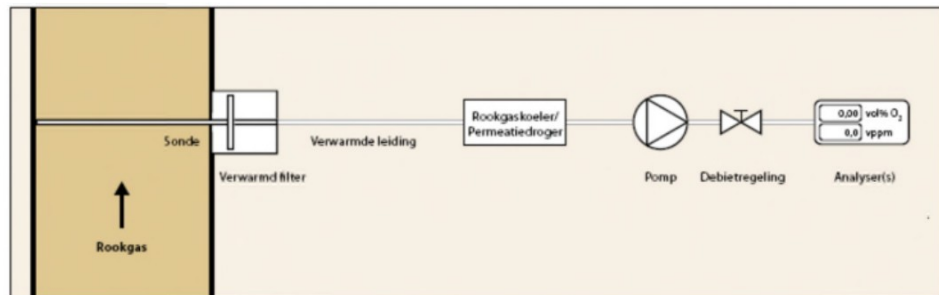 Rookgaskoeler/
Permeatiedroger
0,00 vol% O2
0,0 vppm
Sonde
Verwarmde leiding
Verwarmd filter
Pomp
Debietregeling
Analyser(s)
Rookgas